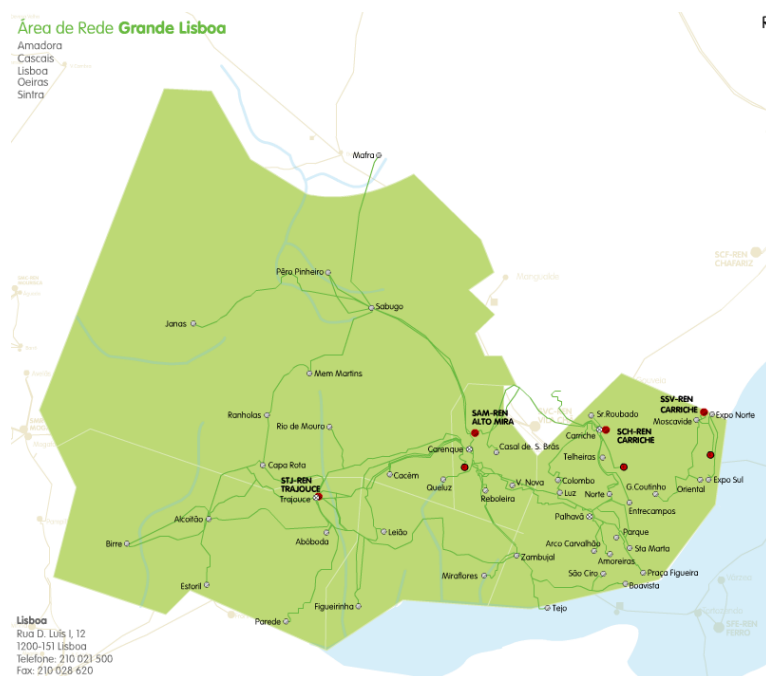 Área de Rede Grande Lisboa
Amadora
Cascais
Lisboa
Oeiras
Sintra
Mafra
SCF-REN
CHAFARIZ
Pêro Pinheiro
Sabugo
Janas
Mem Martins
Ranholas
Rio de Mouro
SAM-REN
ALTO MIRA
SSV-REN
CARRICHE
Sr.Roubado
Expo Norte
Moscavide
Carriche
SCH-REN
CARRICHE
Carenque
Casal de S. Brás
Telheiras
Capa Rota
STJ-REN
TRAJOUCE
Trajouce
Cacém
Queluz
V. Nova
Reboleira
Colombo
Luz
Norte
G.Coutinho
Oriental
Expo Sul
Entrecampos
Alcoitão
Palhavã
Birre
Abóboda
Leião
Parque
Arco Carvalhão
Sta Marta
Amoreiras
Zambujal
Miraflores
São Ciro
Praça Figueira
Boavista
Estoril
Figueirinha
Parede
Tejo
SFE-REN
FERRO
Lisboa
Rua D. Luís I, 12
1200-151 Lisboa
Telefone: 210 021 500
Fax: 210 028 620